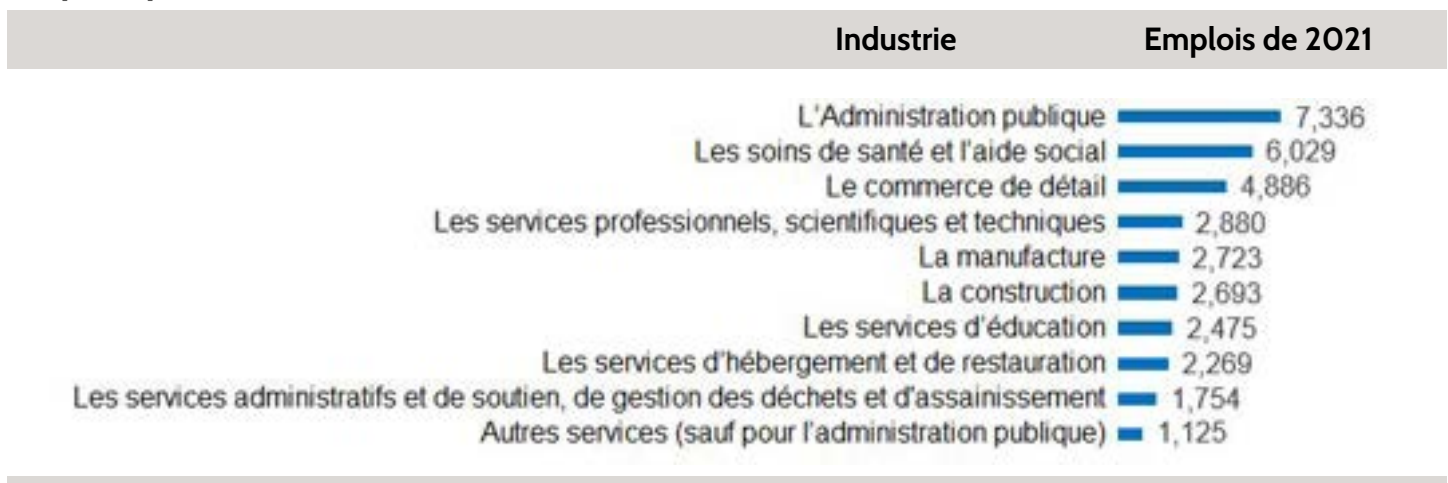 Industrie Emplois de 2021
L'Administration publique 7,336
Les soins de santé et l'aide social 6,029
Le commerce de détail 4,886
Les services professionnels, scientifiques et techniques 2,880
La manufacture 2,723
La construction 2,693
Les services d'éducation 2,475
Les services d'hébergement et de restauration 2,269
Les services administratifs et de soutien, de gestion des déchets et d'assainissement 1,754
Autres services (sauf pour l'administration publique) 1,125